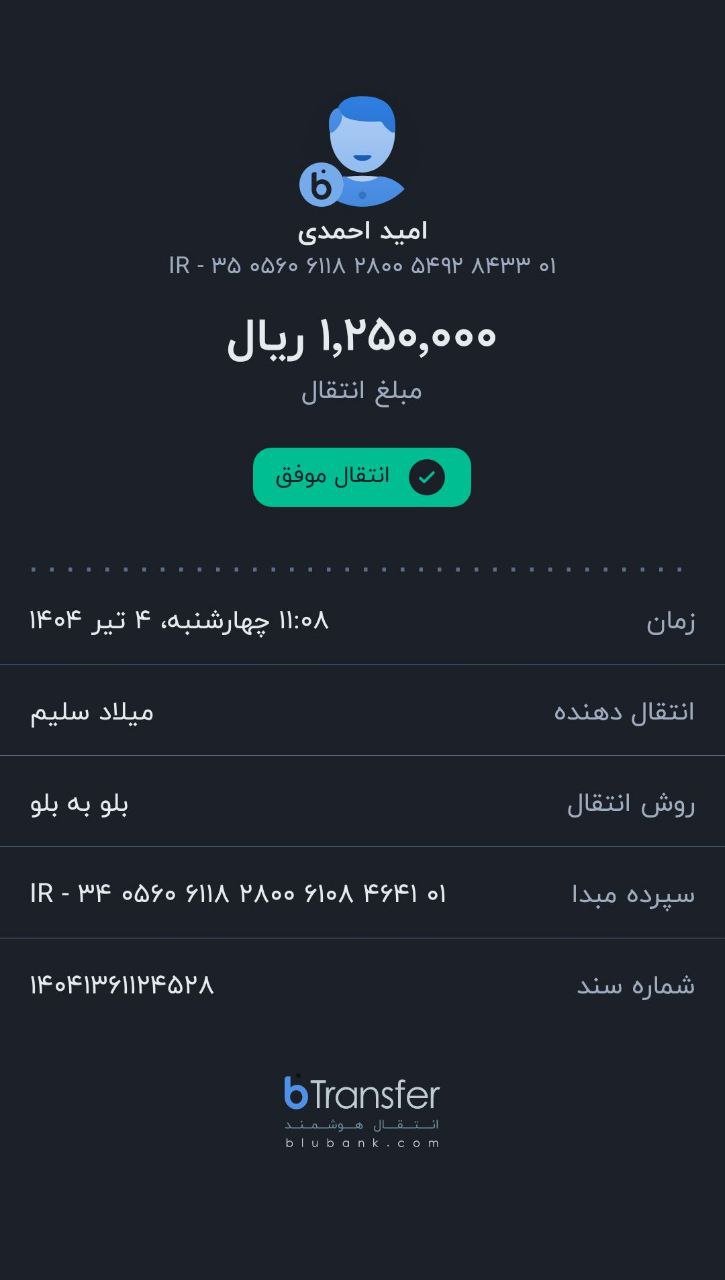 امید احمدی
IR - ۳۵ ۰۵۶۰ ۶۱۱۸ ۲۸۰۰ ۵۴۹۲ ۸۴۳۳ ۰۱
۱,۲۵۰,۰۰۰ ریال
مبلغ انتقال
انتقال موفق
زمان ۱۱:۰۸ چهارشنبه، ۴ تیر ۱۴۰۴
انتقال دهنده میلاد سلیم
روش انتقال بلو به بلو
سپرده مبدا IR - ۳۴ ۰۵۶۰ ۶۱۱۸ ۲۸۰۰ ۶۱۰۸ ۴۶۴۱ ۰۱
شماره سند ۱۴۰۴۱۳۶۱۱۲۴۵۲۸
bTransfer
انتقال هوشمند
blubank.com